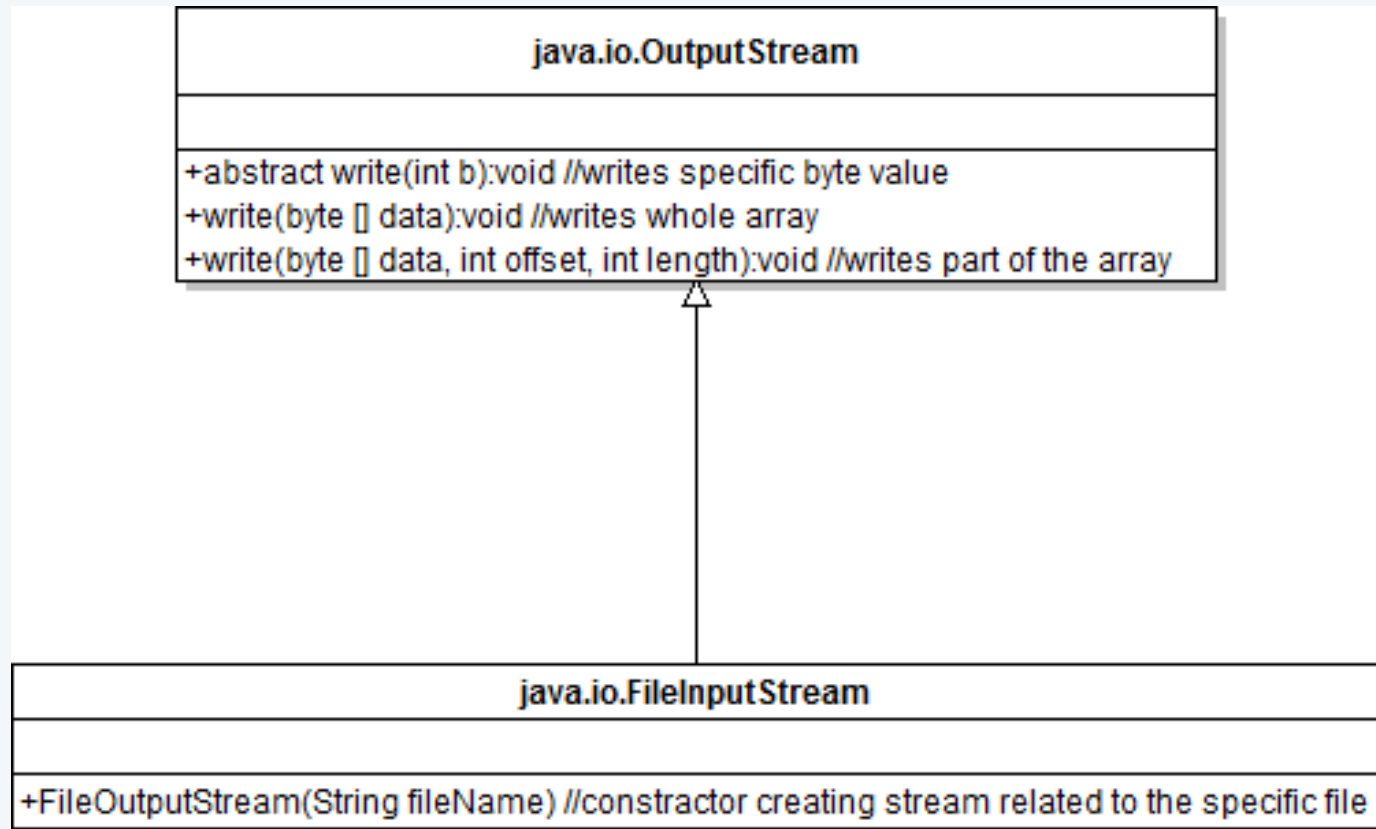 java.io.OutputStream
+abstract write(int b):void //writes specific byte value
+write(byte [] data):void //writes whole array
+write(byte [] data, int offset, int length):void //writes part of the array
java.io.FileInputStream
+FileOutputStream(String fileName) //constractor creating stream related to the specific file